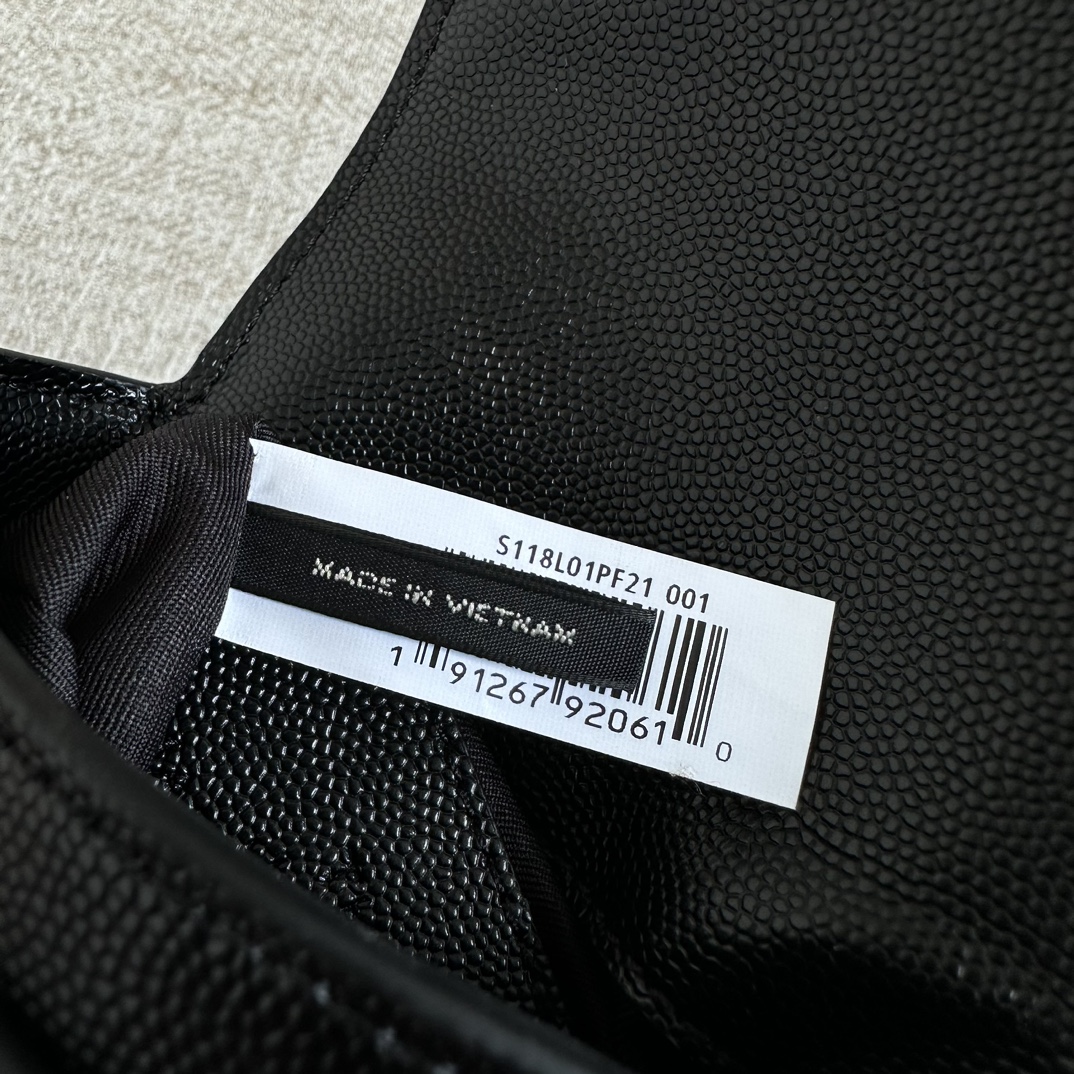 S118L01PF21 001
MADE IN VIETNAM
1 91267 92061 0